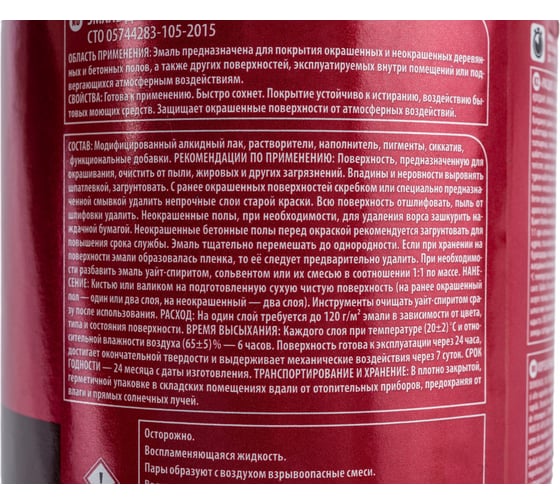 СТО 05744283-105-2015
ОБЛАСТЬ ПРИМЕНЕНИЯ: Эмаль предназначена для покрытия окрашенных и неокрашенных деревян-
ных и бетонных полов, а также других поверхностей, эксплуатируемых внутри помещений или под-
вергающихся атмосферным воздействиям.
СВОЙСТВА: Готова к применению. Быстро сохнет. Покрытие устойчиво к истиранию, воздействию бы-
товых моющих средств. Защищает окрашенные поверхности от атмосферных воздействий.
СОСТАВ: Модифицированный алкидный лак, растворители, наполнитель, пигменты, сиккатив,
функциональные добавки. РЕКОМЕНДАЦИИ ПО ПРИМЕНЕНИЮ: Поверхность, предназначенную для
окрашивания, очистить от пыли, жировых и других загрязнений. Впадины и неровности выровнять
шпатлевкой, загрунтовать. С ранее окрашенных поверхностей скребком или специально предназна-
ченной смывкой удалить непрочные слои старой краски. Всю поверхность отшлифовать, пыль от
шлифовки удалить. Неокрашенные полы, при необходимости, для удаления ворса зашкурить на-
ждачной бумагой. Неокрашенные бетонные полы перед окраской рекомендуется загрунтовать для
повышения срока службы. Эмаль тщательно перемешать до однородности. Если при хранении на
поверхности эмали образовалась пленка, то её следует предварительно удалить. При необходимо-
сти разбавить эмаль уайт-спиритом, сольвентом или их смесью в соотношении 1:1 по массе. НАНЕ-
СЕНИЕ: Кистью или валиком на подготовленную сухую чистую поверхность (на ранее окрашенный
пол — один или два слоя, на неокрашенный — два слоя). Инструменты очищать уайт-спиритом сра-
зу после использования. РАСХОД: На один слой требуется до 120 г/м² эмали в зависимости от цвета,
типа и состояния поверхности. ВРЕМЯ ВЫСЫХАНИЯ: Каждого слоя при температуре (20±2) °С и отно-
сительной влажности воздуха (65±5) % — 6 часов. Поверхность готова к эксплуатации через 24 часа,
достигает окончательной твердости и выдерживает механические воздействия через 7 суток. СРОК
ГОДНОСТИ — 24 месяца с даты изготовления. ТРАНСПОРТИРОВАНИЕ И ХРАНЕНИЕ: В плотно закрытой,
герметичной упаковке в складских помещениях вдали от отопительных приборов, предохраняя от
влаги и прямых солнечных лучей.
Осторожно.
Воспламеняющаяся жидкость.
Пары образуют с воздухом взрывоопасные смеси.